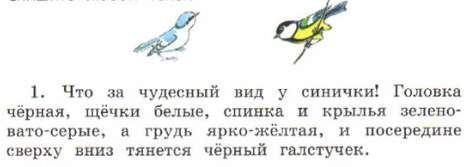 1. Что за чудесный вид у синички! Головка
чёрная, щёчки белые, спинка и крылья зелено-
вато-серые, а грудь ярко-жёлтая, и посередине
сверху вниз тянется чёрный галстучек.